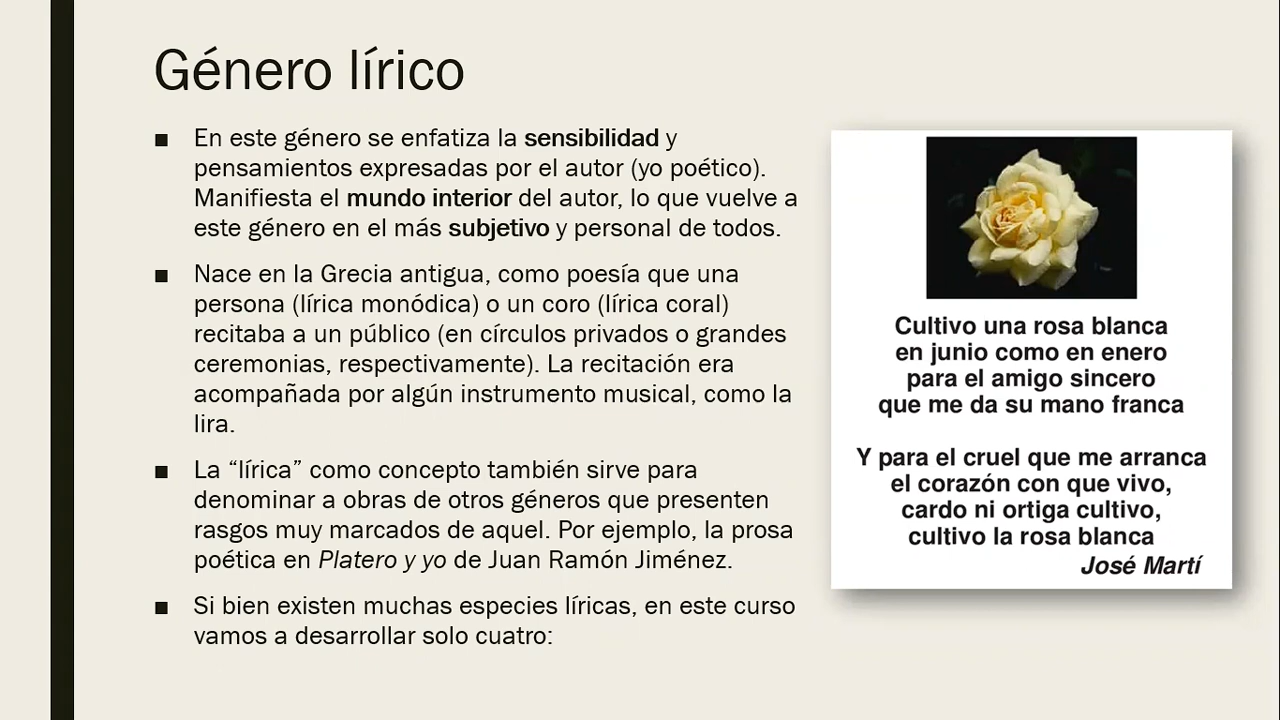 Género lírico
■ En este género se enfatiza la sensibilidad y
pensamientos expresadas por el autor (yo poético).
Manifiesta el mundo interior del autor, lo que vuelve a
este género en el más subjetivo y personal de todos.
■ Nace en la Grecia antigua, como poesía que una
persona (lírica monódica) o un coro (lírica coral)
recitaba a un público (en círculos privados o grandes
ceremonias, respectivamente). La recitación era
acompañada por algún instrumento musical, como la
lira.
■ La “lírica” como concepto también sirve para
denominar a obras de otros géneros que presenten
rasgos muy marcados de aquel. Por ejemplo, la prosa
poética en Platero y yo de Juan Ramón Jiménez.
■ Si bien existen muchas especies líricas, en este curso
vamos a desarrollar solo cuatro:
Cultivo una rosa blanca
en junio como en enero
para el amigo sincero
que me da su mano franca
Y para el cruel que me arranca
el corazón con que vivo,
cardo ni ortiga cultivo,
cultivo la rosa blanca
José Martí